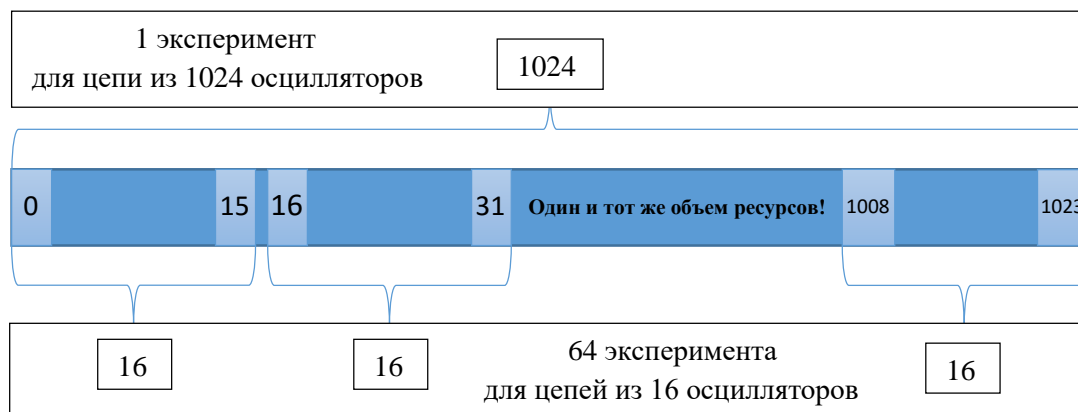 1 эксперимент
для цепи из 1024 осцилляторов
1024
0 15 16 31 Один и тот же объем ресурсов! 1008 1023
16 16 64 эксперимента 16
для цепей из 16 осцилляторов